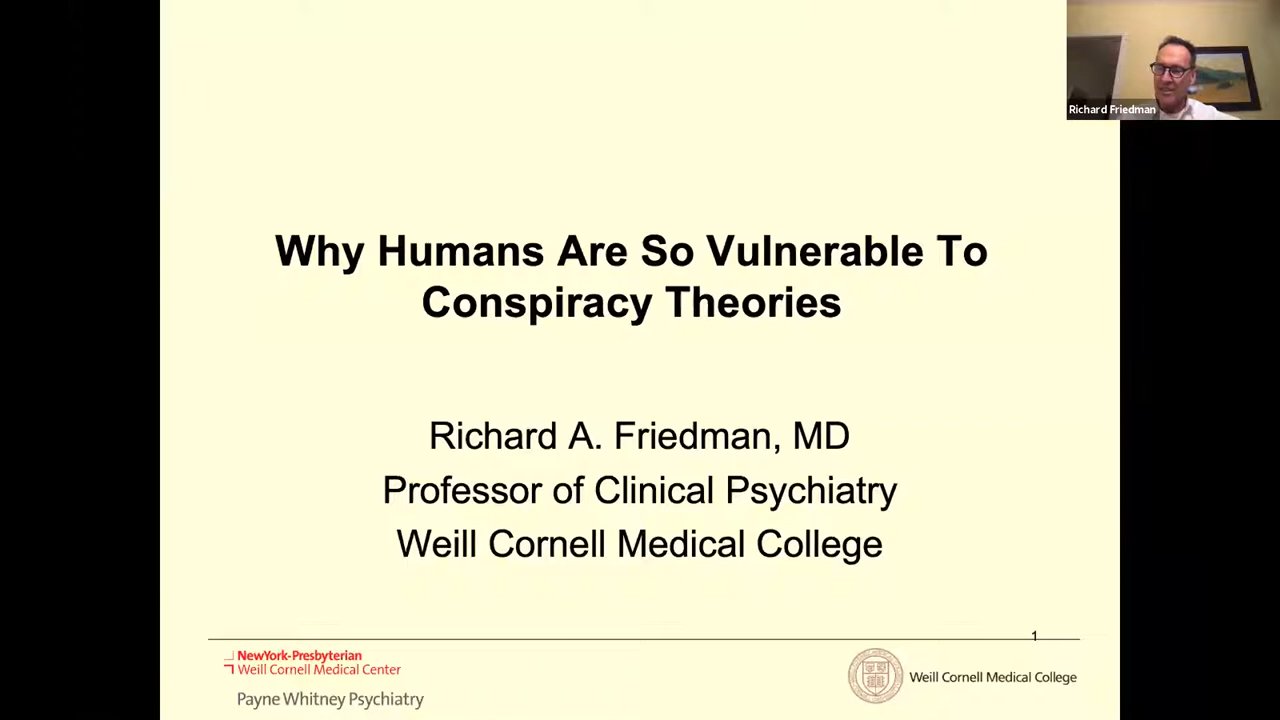 Richard Friedman
Why Humans Are So Vulnerable To
Conspiracy Theories
Richard A. Friedman, MD
Professor of Clinical Psychiatry
Weill Cornell Medical College
1
NewYork-Presbyterian
Weill Cornell Medical Center
Payne Whitney Psychiatry
Weill Cornell Medical College